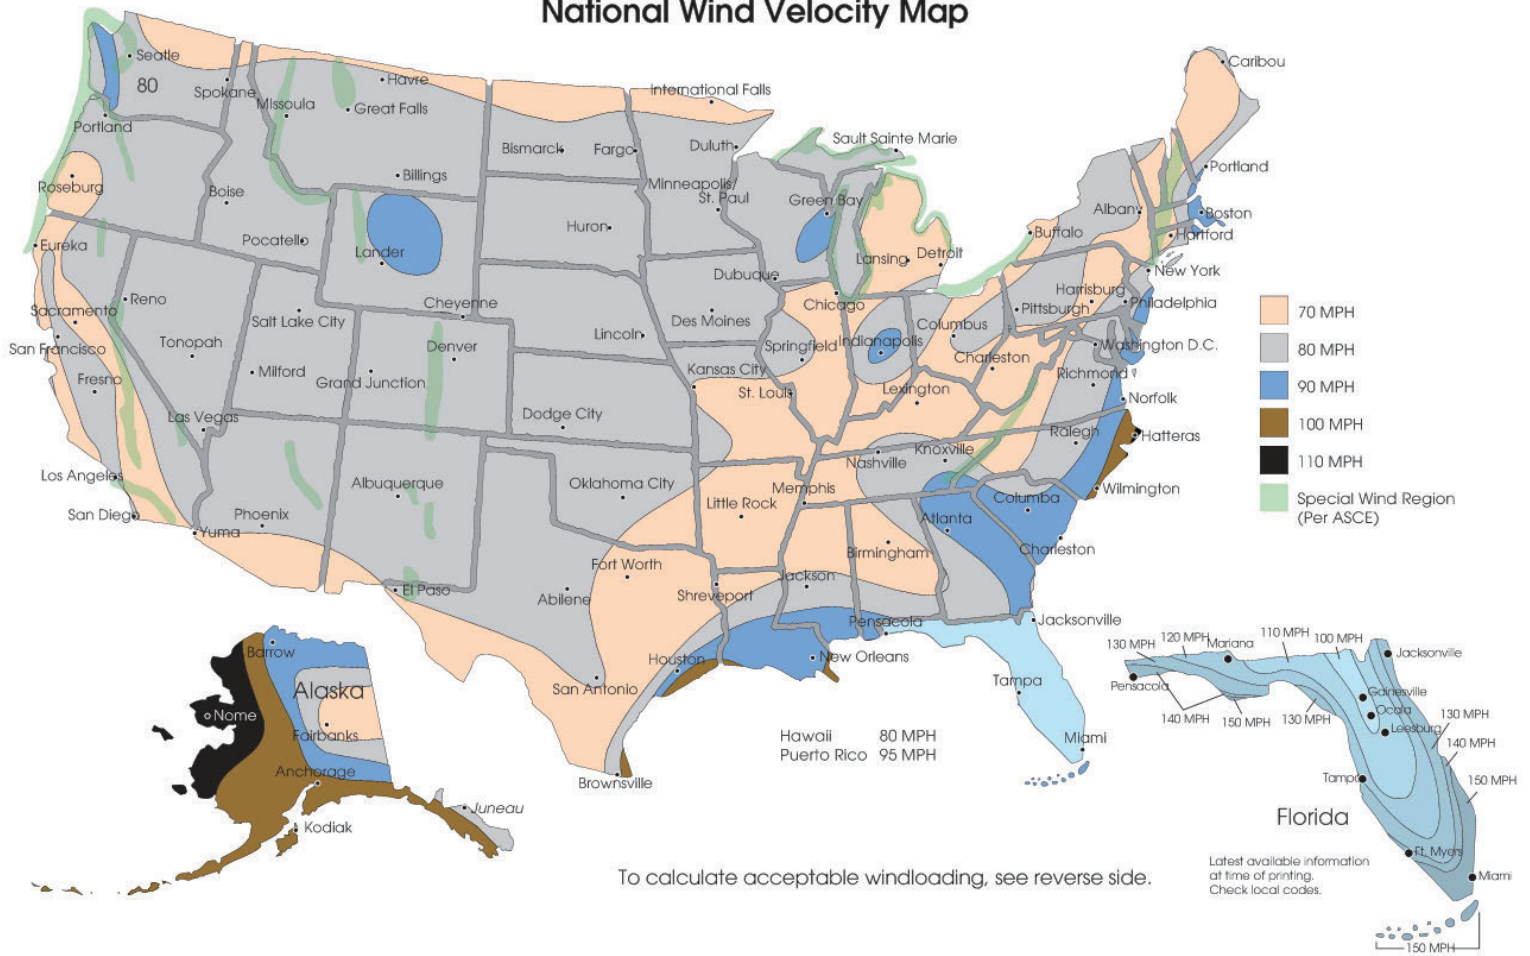 National Wind Velocity Map
Seatle
80
Spokane
Missoula
Havre
Great Falls
International Falls
Caribou
Portland
Bismarck
Fargo
Duluth
Sault Sainte Marie
Portland
Billings
Minneapolis/
St. Paul
Green Bay
Roseburg
Boise
Huron
Albany
Boston
Hartford
Buffalo
Eureka
Pocatello
Lander
Lansing
Detroit
New York
Dubuque
Reno
Cheyenne
Chicago
Harrisburg
Pittsburgh
Philadelphia
Sacramento
Salt Lake City
Lincoln
Des Moines
Columbus
San Francisco
Tonopah
Denver
Springfield
Indianapolis
Washington D.C.
Charleston
Fresno
Milford
Grand Junction
Kansas City
St. Louis
Lexington
Richmond
Norfolk
Las Vegas
Dodge City
Ralegh
Hatteras
Nashville
Knoxville
Los Angeles
Albuquerque
Oklahoma City
Memphis
Little Rock
Columba
Wilmington
San Diego
Phoenix
Yuma
Atlanta
Birmingham
Charleston
El Paso
Fort Worth
Abilene
Shreveport
Jackson
Pensacola
Jacksonville
Houston
New Orleans
San Antonio
Tampa
Miami
Brownsville
70 MPH
80 MPH
90 MPH
100 MPH
110 MPH
Special Wind Region
(Per ASCE)
Barrow
Alaska
Nome
Fairbanks
Anchorage
Juneau
Kodiak
Hawaii 80 MPH
Puerto Rico 95 MPH
130 MPH
120 MPH
Mariana
110 MPH
100 MPH
Jacksonville
Pensacola
140 MPH
150 MPH
130 MPH
Gainesville
Ocala
Leesburg
130 MPH
140 MPH
150 MPH
Tampa
Florida
Ft. Myers
Miami
150 MPH
Latest available information
at time of printing.
Check local codes.
To calculate acceptable windloading, see reverse side.